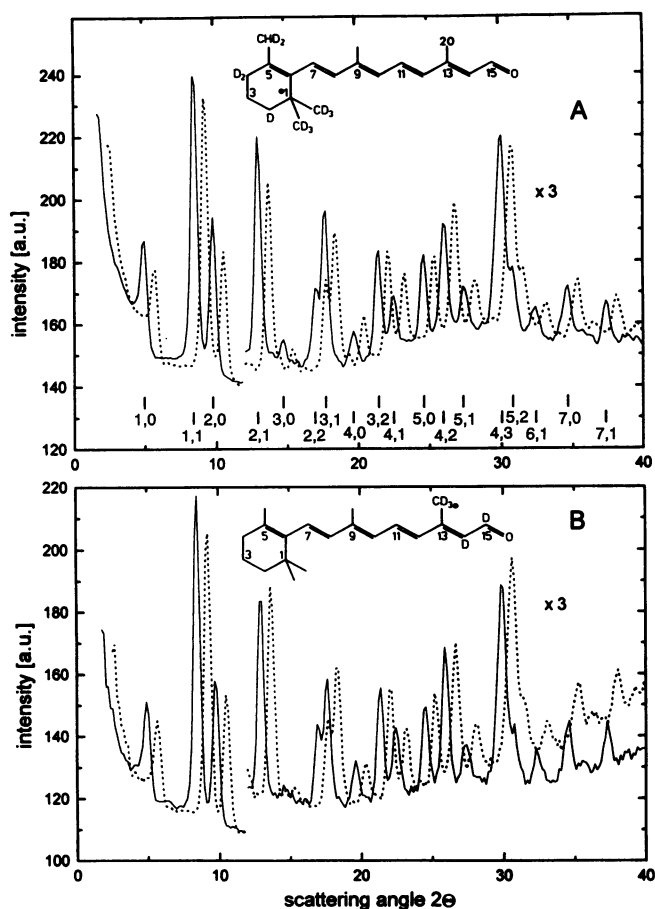 240
220
200
180
160
140
120
intensity [a.u.]
CHD₂
D₂
5
3
D
1
CD₃
CD₃
7
9
11
2O
13
15
O
A
x 3
1,0
1,1
2,0
2,1
3,0
2,2
3,1
4,0
3,2
4,1
5,0
4,2
5,1
4,3
5,2
6,1
7,0
7,1
0 10 20 30 40
220
200
180
160
140
120
100
intensity [a.u.]
5
3
1
7
9
11
CD₃
13
D
D
15
O
B
x 3
0 10 20 30 40
scattering angle 2Θ